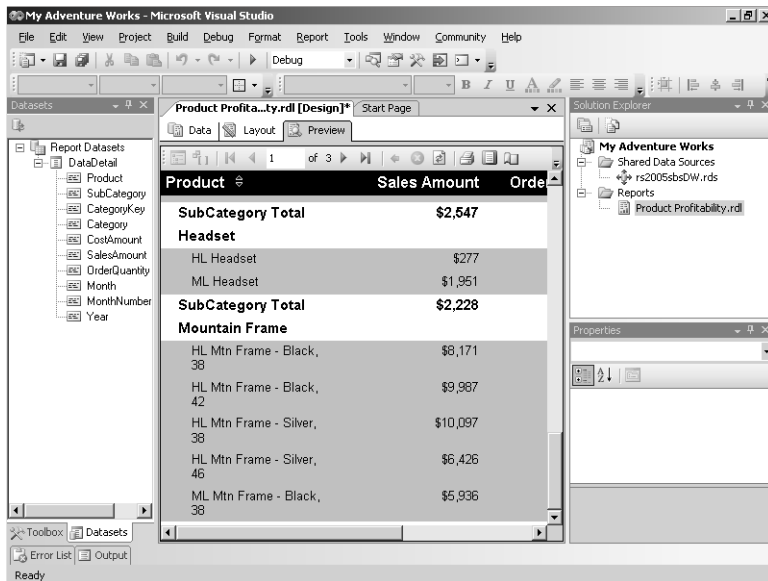 My Adventure Works - Microsoft Visual Studio
File Edit View Project Build Debug Format Report Tools Window Community Help
Debug
B I U A
Datasets
Report Datasets
DataDetail
Product
SubCategory
CategoryKey
Category
CostAmount
SalesAmount
OrderQuantity
Month
MonthNumber
Year
Toolbox Datasets
Product Profita...ty.rdl [Design]* Start Page
Data Layout Preview
1 of 3
Product Sales Amount Orde
SubCategory Total $2,547
Headset
HL Headset $277
ML Headset $1,951
SubCategory Total $2,228
Mountain Frame
HL Mtn Frame - Black, $8,171
38
HL Mtn Frame - Black, $9,987
42
HL Mtn Frame - Silver, $10,097
38
HL Mtn Frame - Silver, $6,426
46
ML Mtn Frame - Black, $5,936
38
Solution Explorer
My Adventure Works
Shared Data Sources
rs2005sbsDW.rds
Reports
Product Profitability.rdl
Properties
Error List Output
Ready